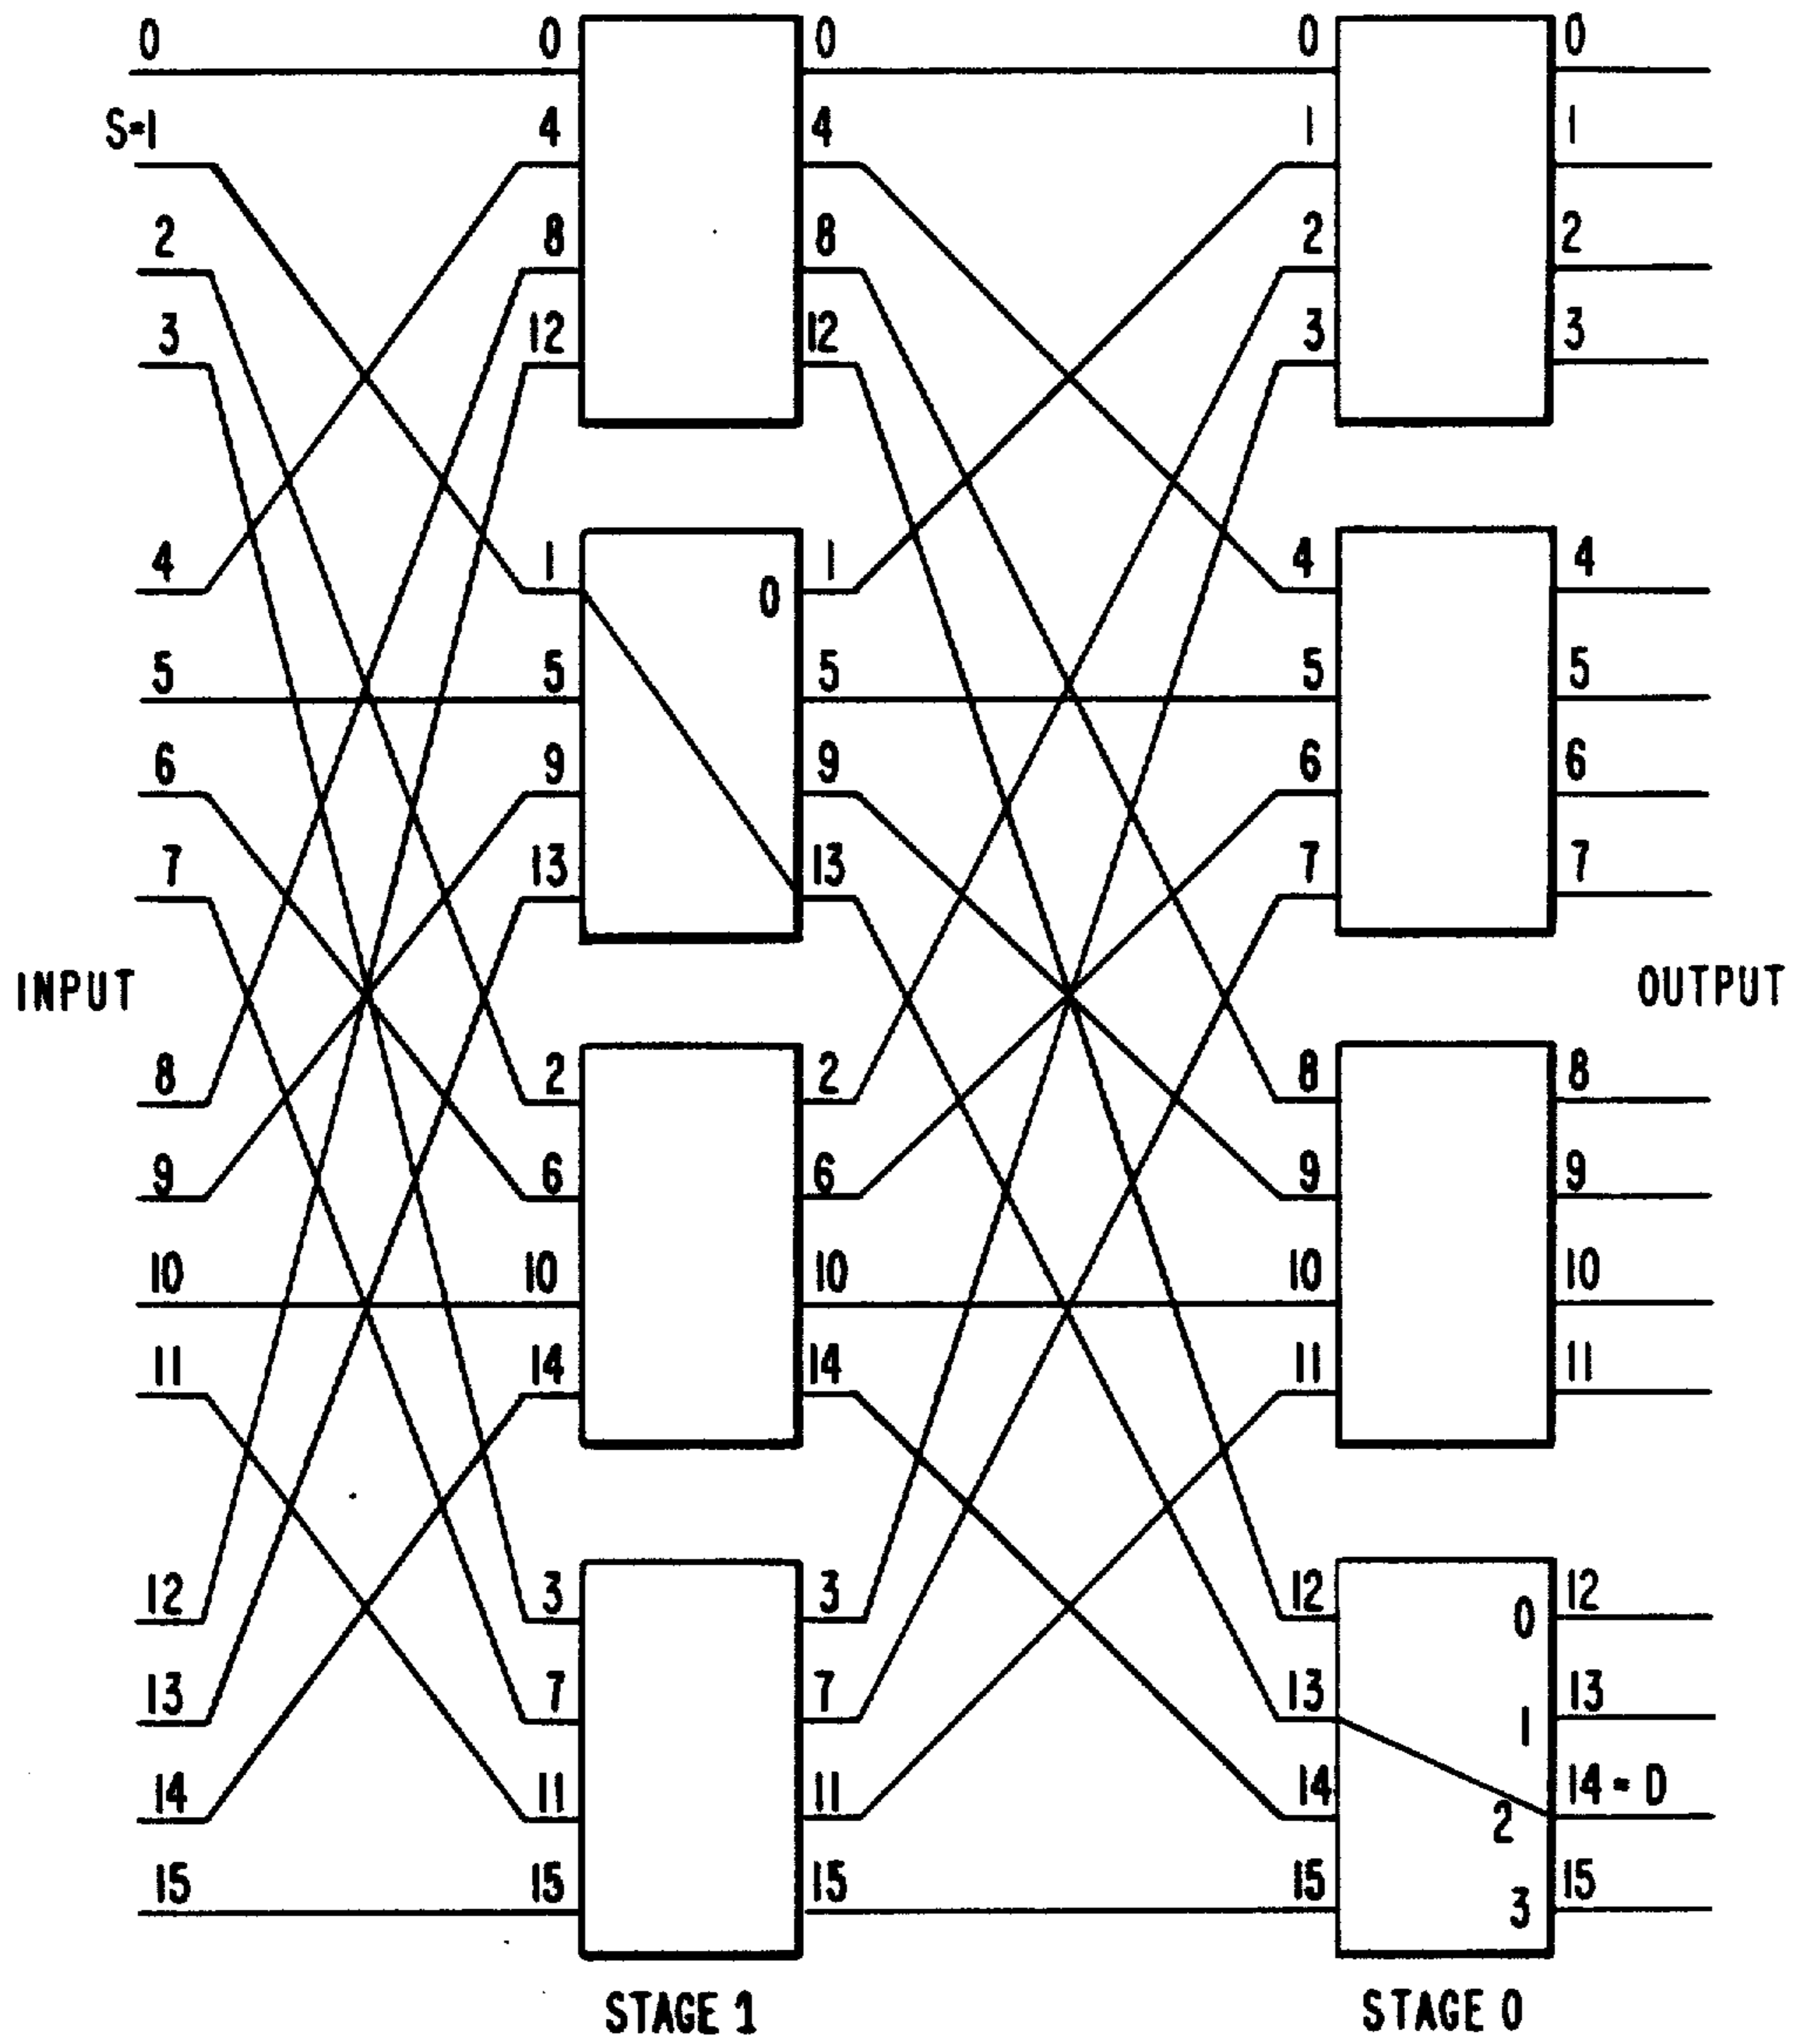 0 0 0 0 0
S=1 4 4 1 1
2 8 8 2 2
3 12 12 3 3
4 1 0 1 4 4
5 5 5 5 5
6 9 9 6 6
7 13 13 7 7
INPUT OUTPUT
8 2 2 8 8
9 6 6 9 9
10 10 10 10 10
11 14 14 11 11
12 3 3 12 0 12
13 7 7 13 1 13
14 11 11 14 2 14 = D
15 15 15 15 3 15
STAGE 1 STAGE 0